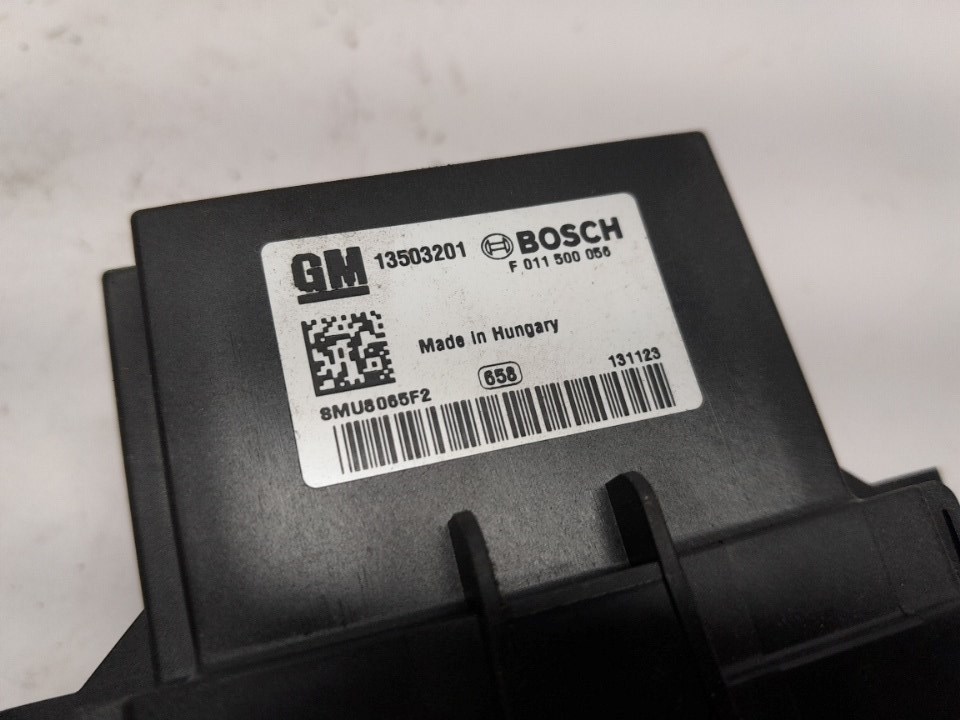 GM 13503201 BOSCH
F 011 500 056
Made in Hungary
658
131123
8MU8065F2